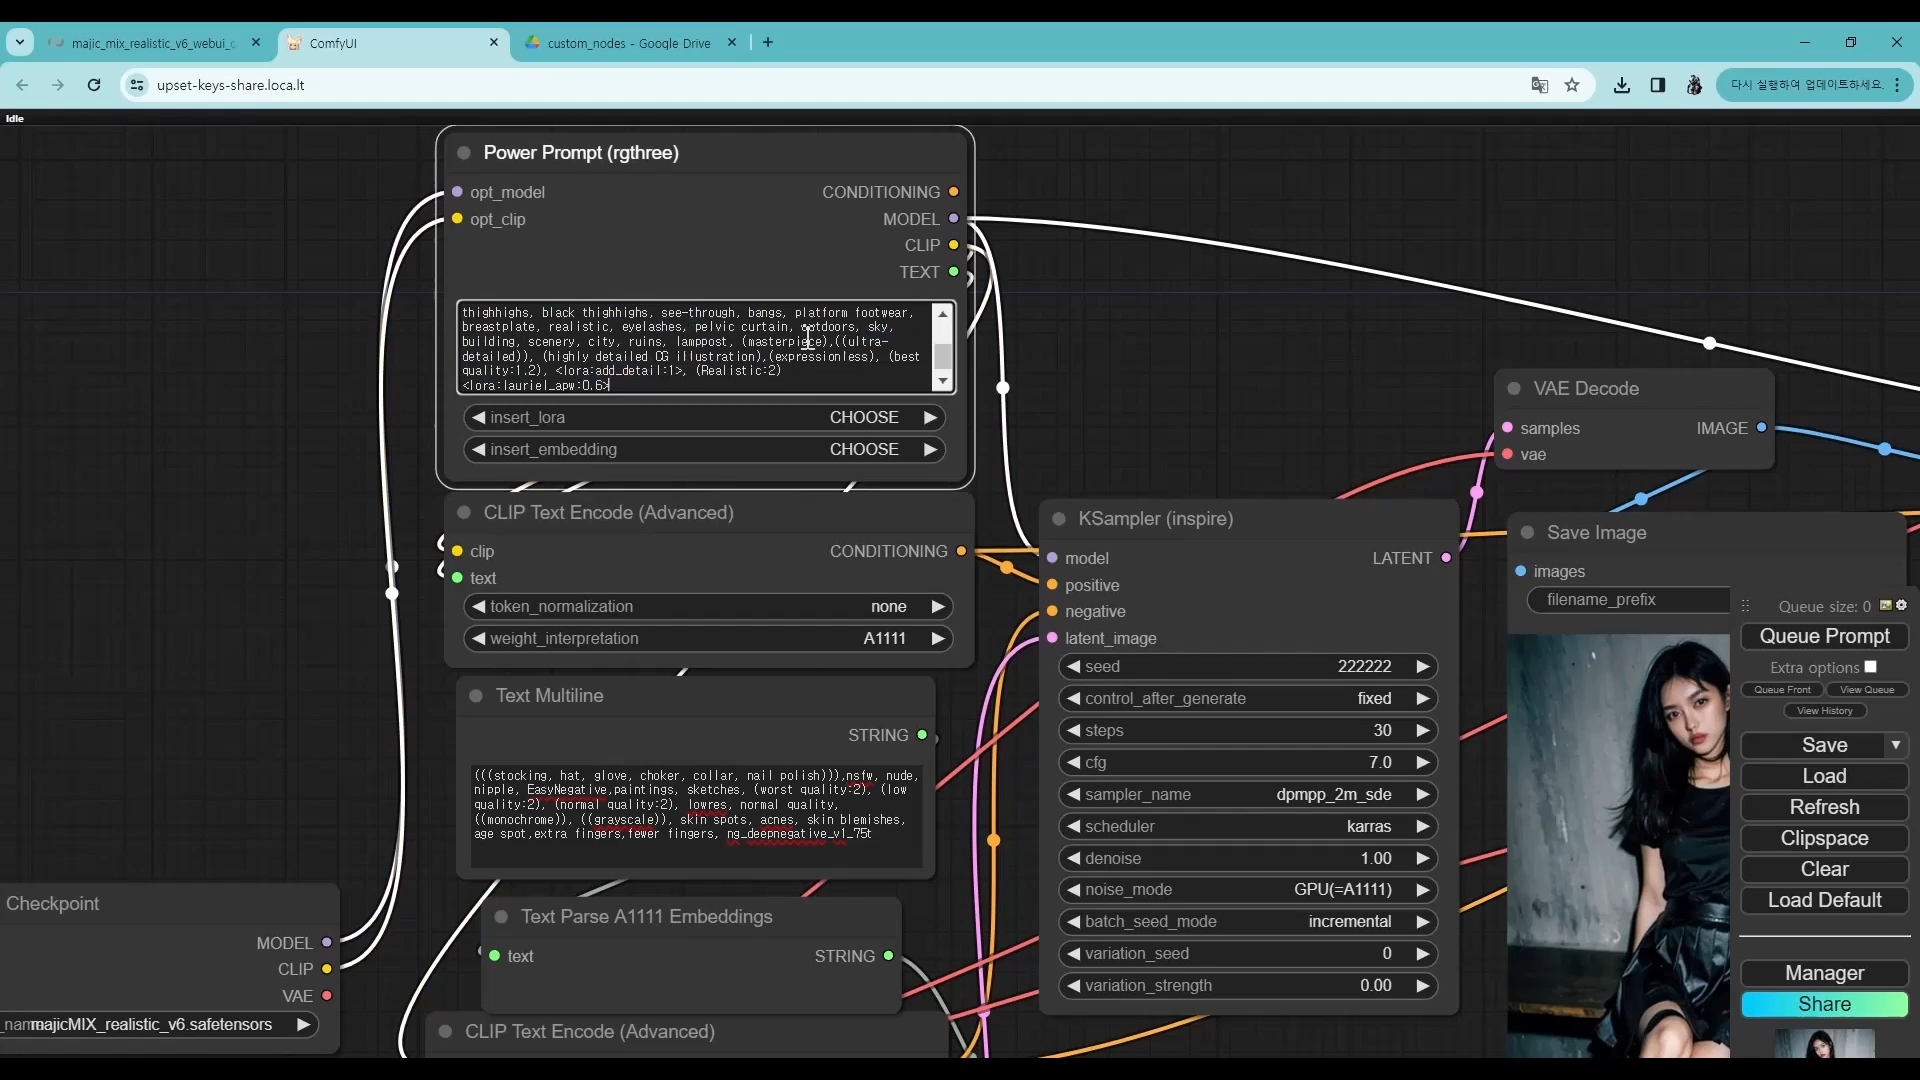 majic_mix_realistic_v6_webui_c
ComfyUI
custom_nodes - Google Drive
upset-keys-share.loca.lt
다시 실행하여 업데이트하세요.
Idle
Power Prompt (rgthree)
opt_model
CONDITIONING
opt_clip
MODEL
CLIP
TEXT
thighhighs, black thighhighs, see-through, bangs, platform footwear,
breastplate, realistic, eyelashes, pelvic curtain, outdoors, sky,
building, scenery, city, ruins, lamppost, (masterpiece),((ultra-
detailed)), (highly detailed CG illustration),(expressionless), (best
quality:1.2), <lora:add_detail:1>, (Realistic:2)
<lora:lauriel_apw:0.6>
insert_lora CHOOSE
insert_embedding CHOOSE
CLIP Text Encode (Advanced)
clip
CONDITIONING
text
token_normalization none
weight_interpretation A1111
Text Multiline
STRING
(((stocking, hat, glove, choker, collar, nail polish))),nsfw, nude,
nipple, EasyNegative,paintings, sketches, (worst quality:2), (low
quality:2), (normal quality:2), lowres, normal quality,
((monochrome)), ((grayscale)), skin spots, acnes, skin blemishes,
age spot,extra fingers,fewer fingers, ng_deepnegative_v1_75t
Text Parse A1111 Embeddings
text
STRING
CLIP Text Encode (Advanced)
Checkpoint
MODEL
CLIP
VAE
majicMIX_realistic_v6.safetensors
KSampler (inspire)
model
LATENT
positive
negative
latent_image
seed 222222
control_after_generate fixed
steps 30
cfg 7.0
sampler_name dpmpp_2m_sde
scheduler karras
denoise 1.00
noise_mode GPU(=A1111)
batch_seed_mode incremental
variation_seed 0
variation_strength 0.00
VAE Decode
samples
IMAGE
vae
Save Image
images
filename_prefix
Queue size: 0
Queue Prompt
Extra options
Queue Front
View Queue
View History
Save
Load
Refresh
Clipspace
Clear
Load Default
Manager
Share